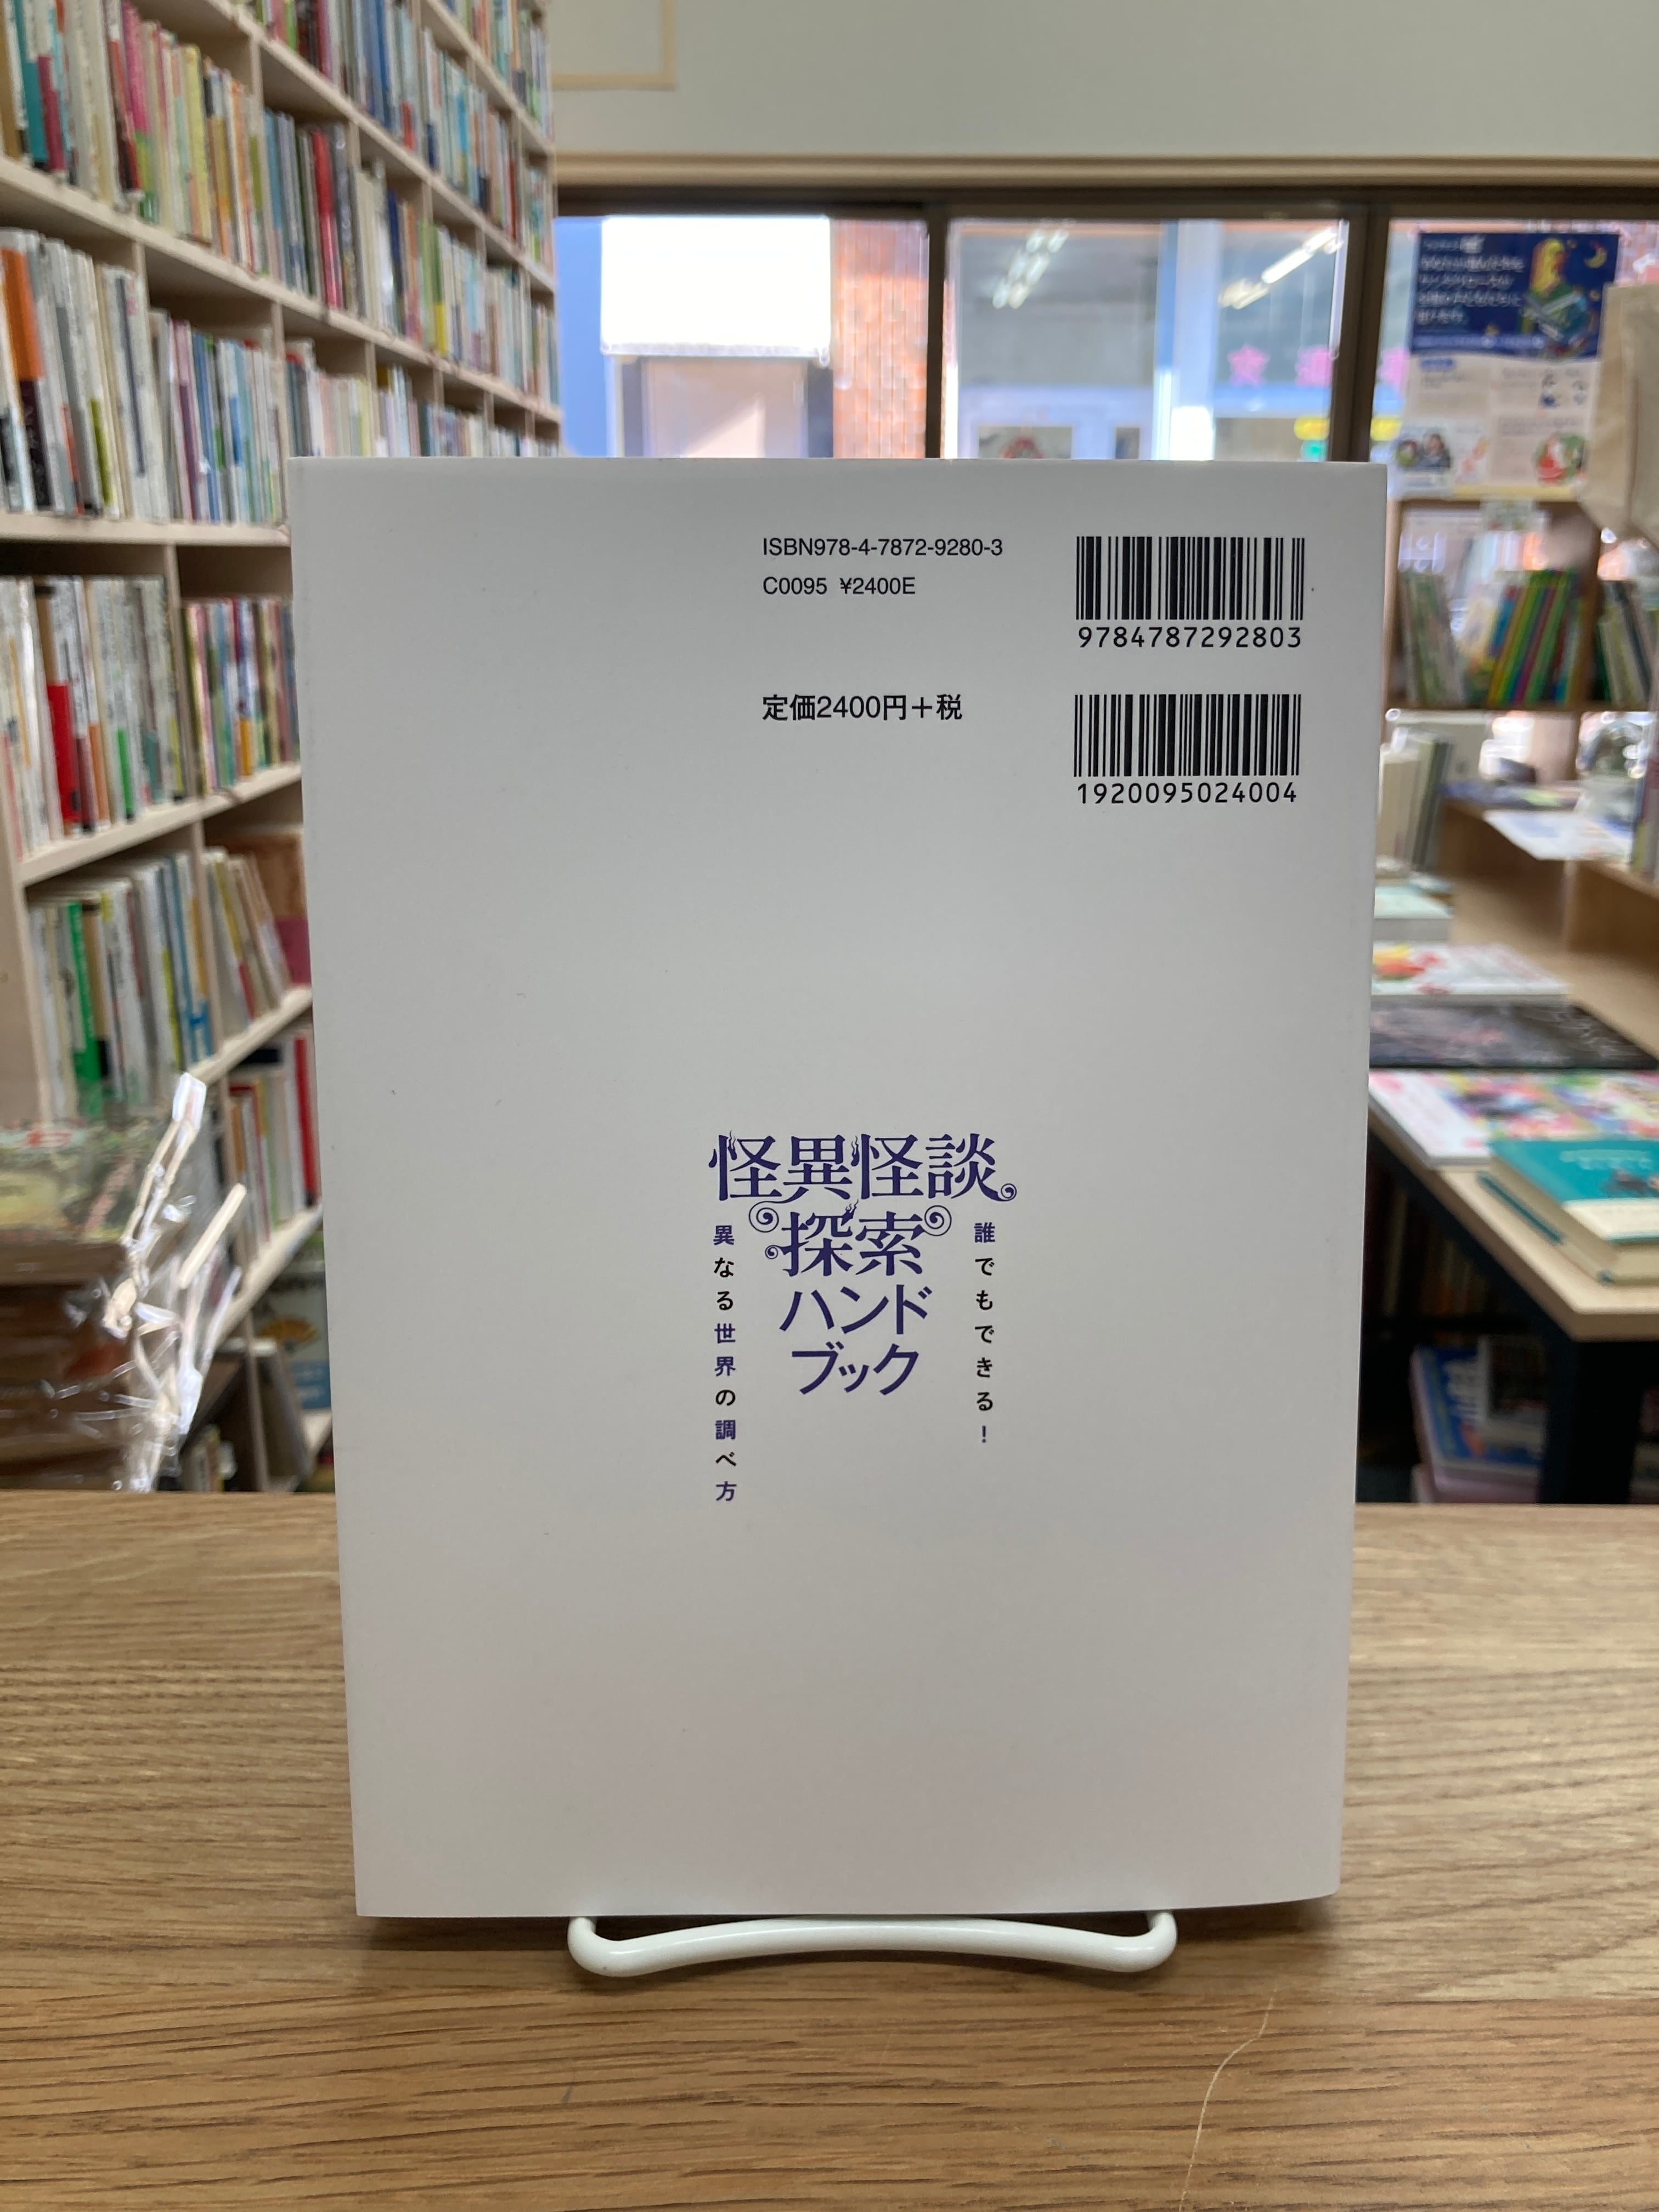 ISBN978-4-7872-9280-3
C0095 ¥2400E
9784787292803
定価2400円+税
1920095024004
怪異怪談
探索
ハンド
ブック
誰でもできる!
異なる世界の調べ方